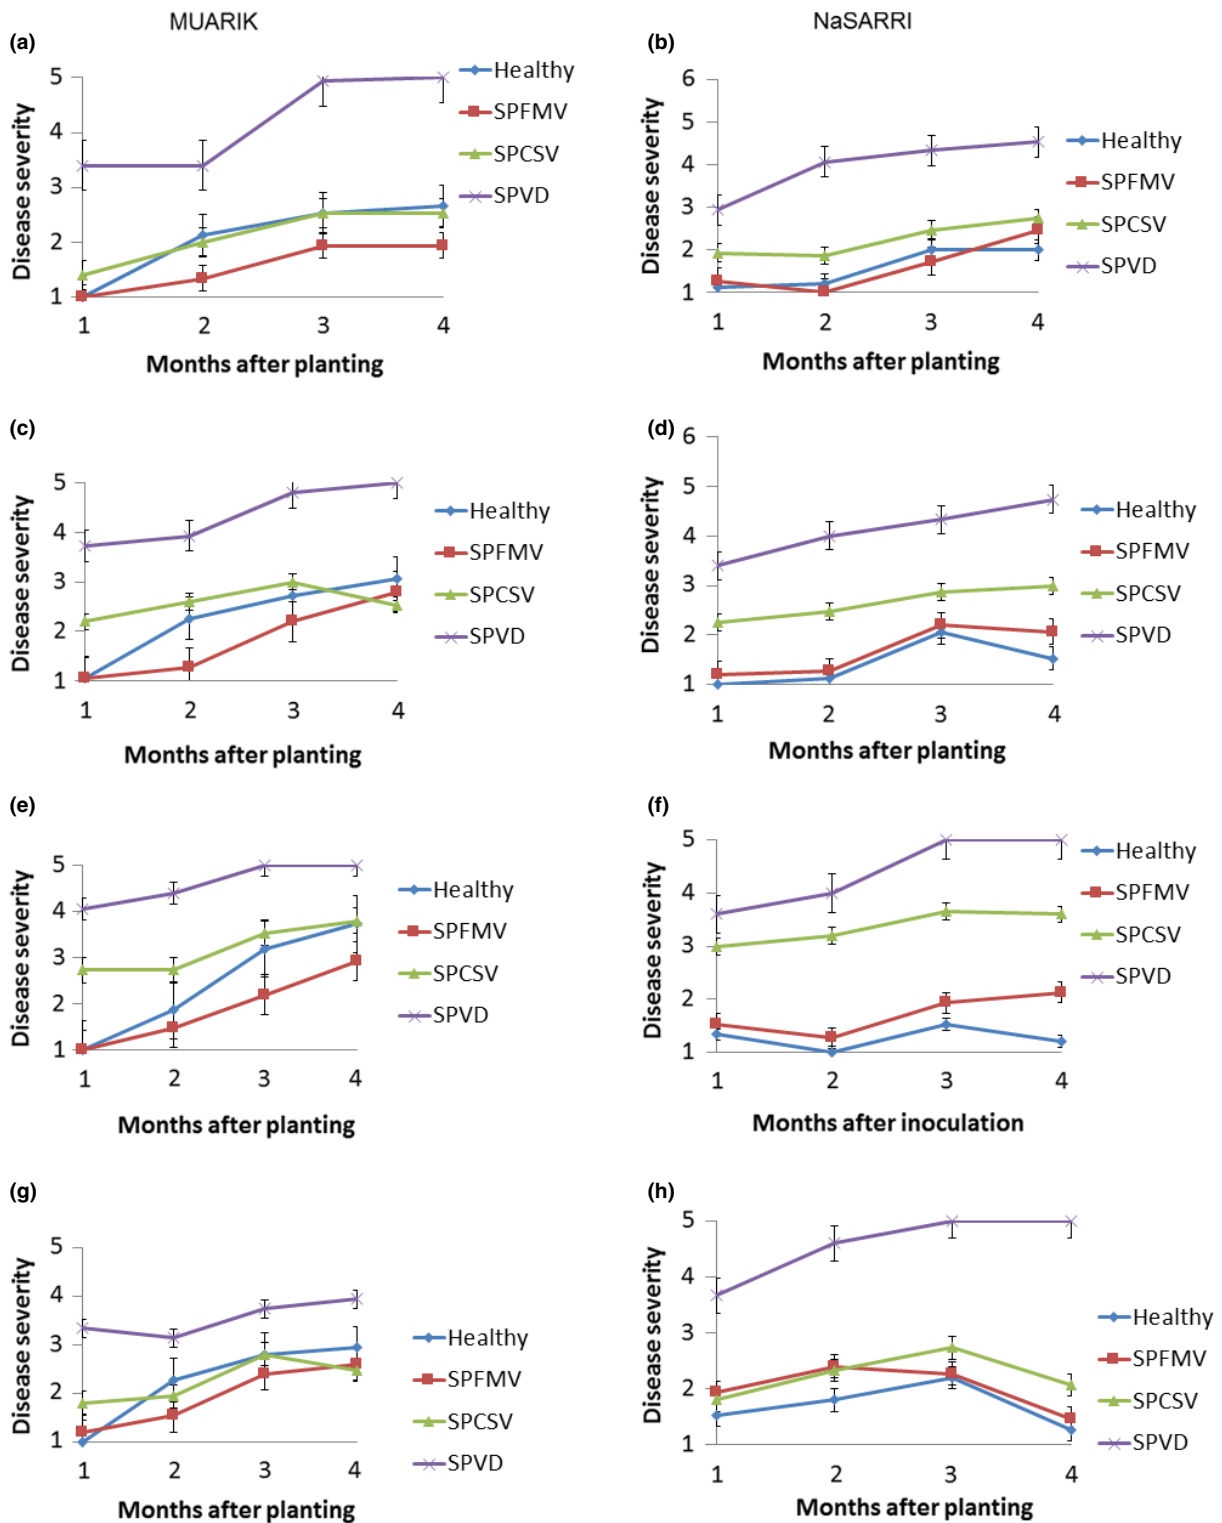 MUARIK
NaSARRI
(a)
Disease severity
5
4
3
2
1
1 2 3 4
Months after planting
Healthy
SPFMV
SPCSV
SPVD
(b)
Disease severity
6
5
4
3
2
1
1 2 3 4
Months after planting
Healthy
SPFMV
SPCSV
SPVD
(c)
Disease severity
5
4
3
2
1
1 2 3 4
Months after planting
Healthy
SPFMV
SPCSV
SPVD
(d)
Disease severity
6
5
4
3
2
1
1 2 3 4
Months after planting
Healthy
SPFMV
SPCSV
SPVD
(e)
Disease severity
5
4
3
2
1
1 2 3 4
Months after planting
Healthy
SPFMV
SPCSV
SPVD
(f)
Disease severity
5
4
3
2
1
1 2 3 4
Months after inoculation
Healthy
SPFMV
SPCSV
SPVD
(g)
Disease severity
5
4
3
2
1
1 2 3 4
Months after planting
Healthy
SPFMV
SPCSV
SPVD
(h)
Disease severity
5
4
3
2
1
1 2 3 4
Months after planting
Healthy
SPFMV
SPCSV
SPVD